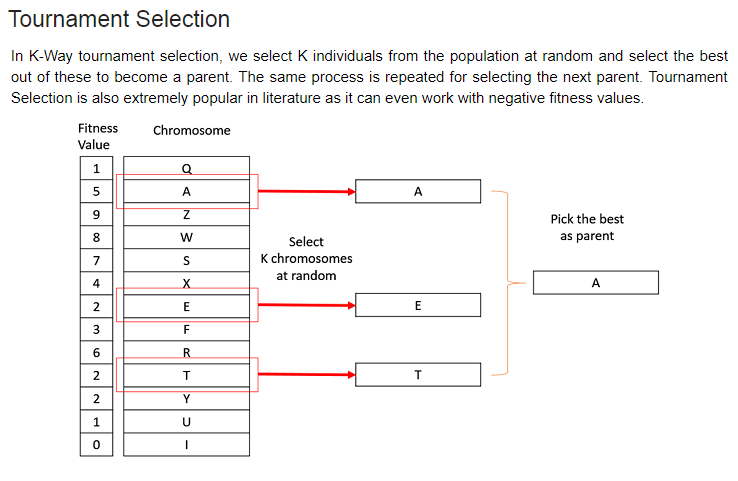 Tournament Selection
In K-Way tournament selection, we select K individuals from the population at random and select the best
out of these to become a parent. The same process is repeated for selecting the next parent. Tournament
Selection is also extremely popular in literature as it can even work with negative fitness values.
Fitness
Value
Chromosome
1 Q
5 A
9 Z
8 W
7 S
4 X
2 E
3 F
6 R
2 T
2 Y
1 U
0 I
Select
K chromosomes
at random
A
E
T
Pick the best
as parent
A